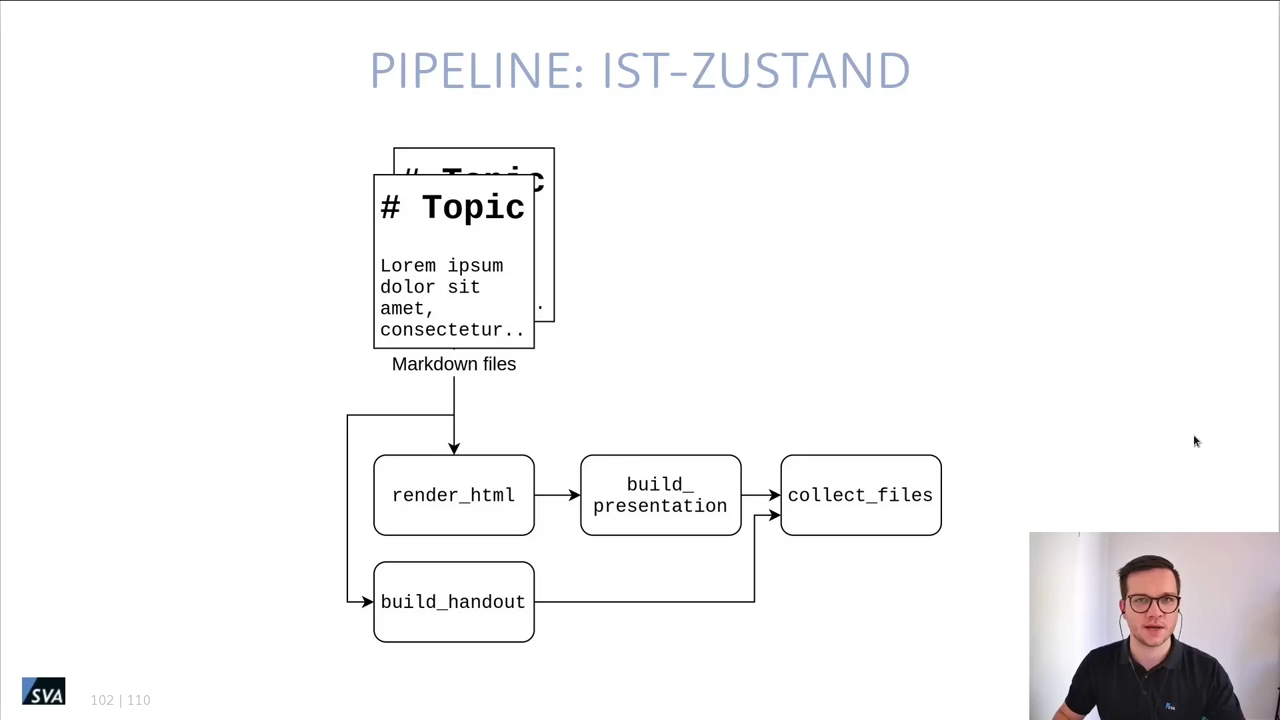 PIPELINE: IST-ZUSTAND
# Topic
# Topic
Lorem ipsum
dolor sit
amet,
consectetur..
.
Markdown files
render_html
build_
presentation
collect_files
build_handout
SVA
102 | 110
SVA